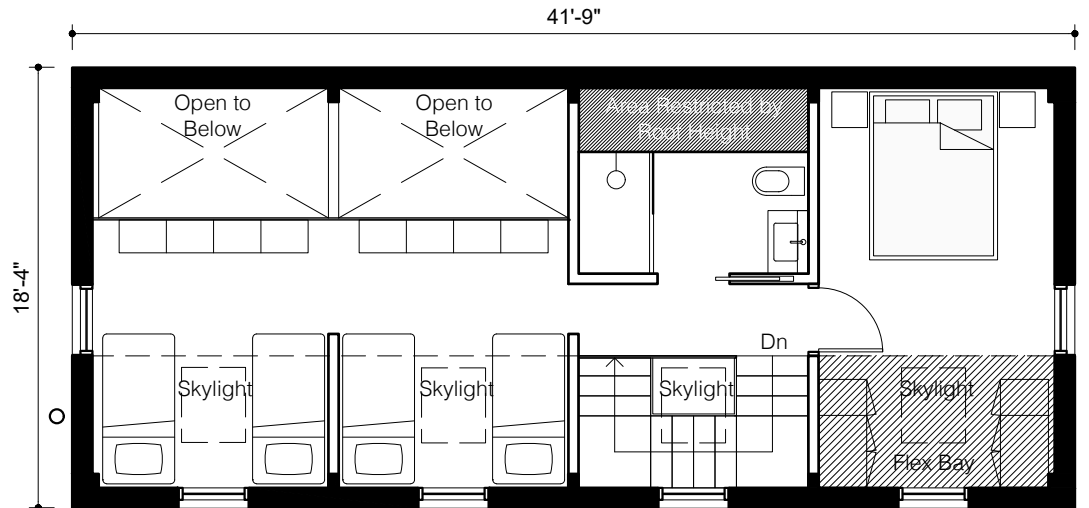 41'-9"
Open to
Below
Open to
Below
Area Restricted by
Roof Height
18'-4"
Dn
Skylight
Skylight
Skylight
Skylight
Flex Bay